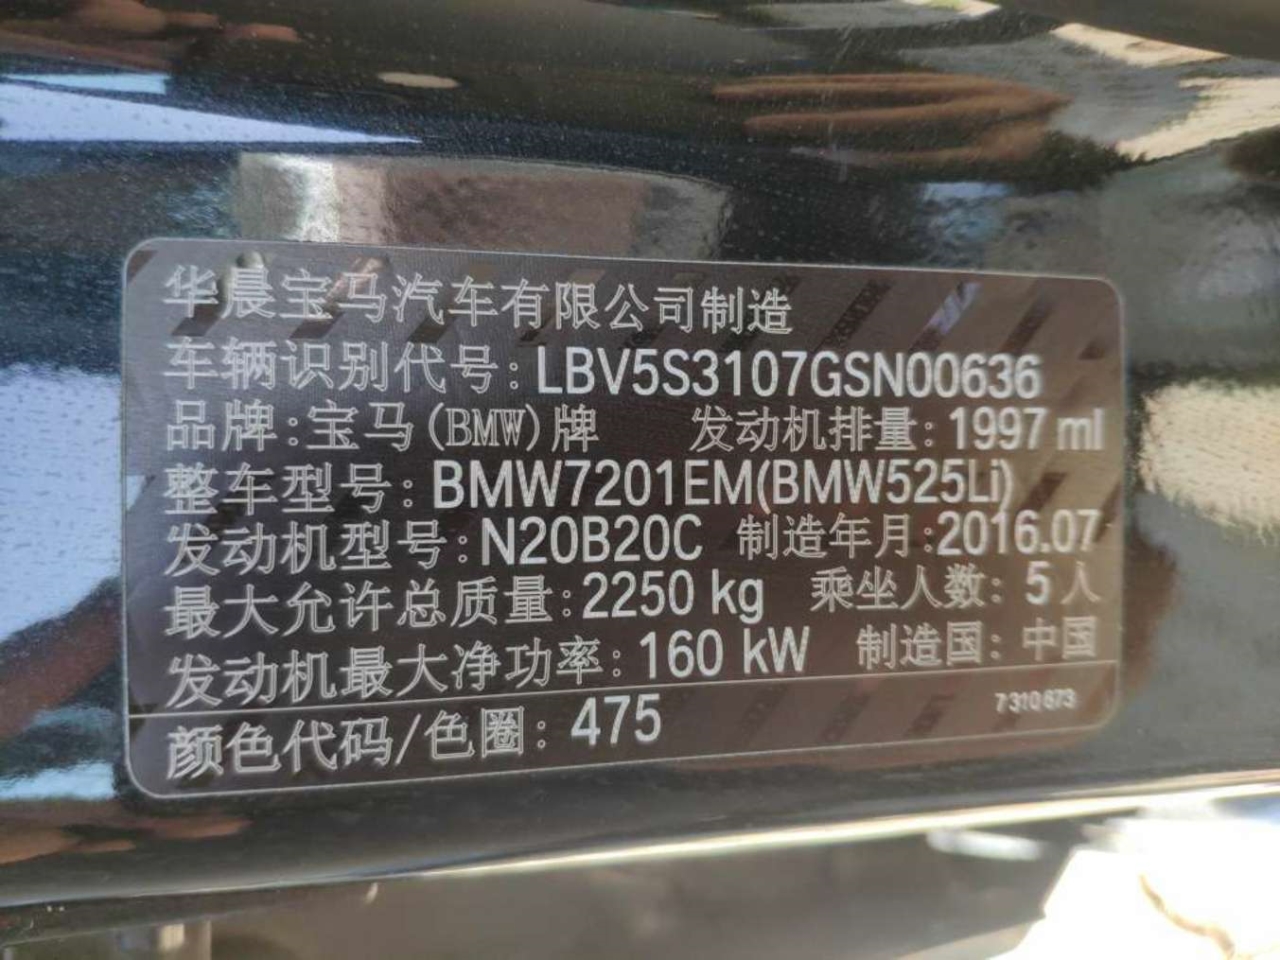 华晨宝马汽车有限公司制造
车辆识别代号：LBV5S3107GSN00636
品牌：宝马(BMW)牌 发动机排量：1997 ml
整车型号：BMW7201EM(BMW525Li)
发动机型号：N20B20C 制造年月：2016.07
最大允许总质量：2250 kg 乘坐人数：5人
发动机最大净功率：160 kW 制造国：中国
颜色代码/色圈：475 7310673